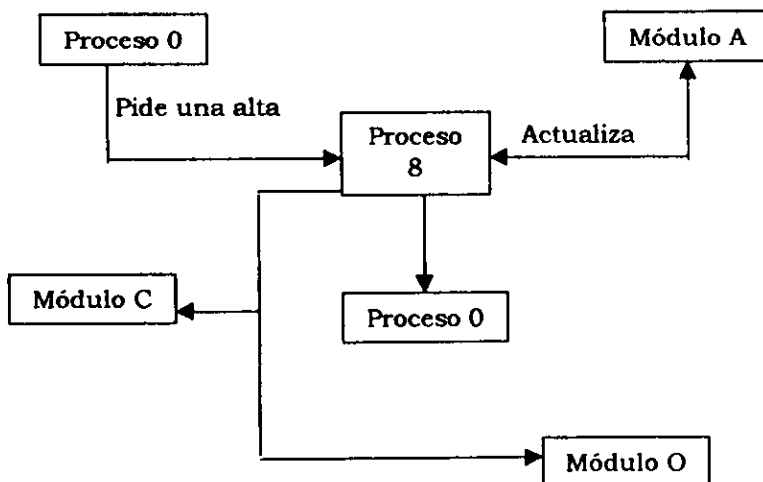 Proceso 0
Módulo A
Pide una alta
Proceso
8
Actualiza
Módulo C
Proceso 0
Módulo O